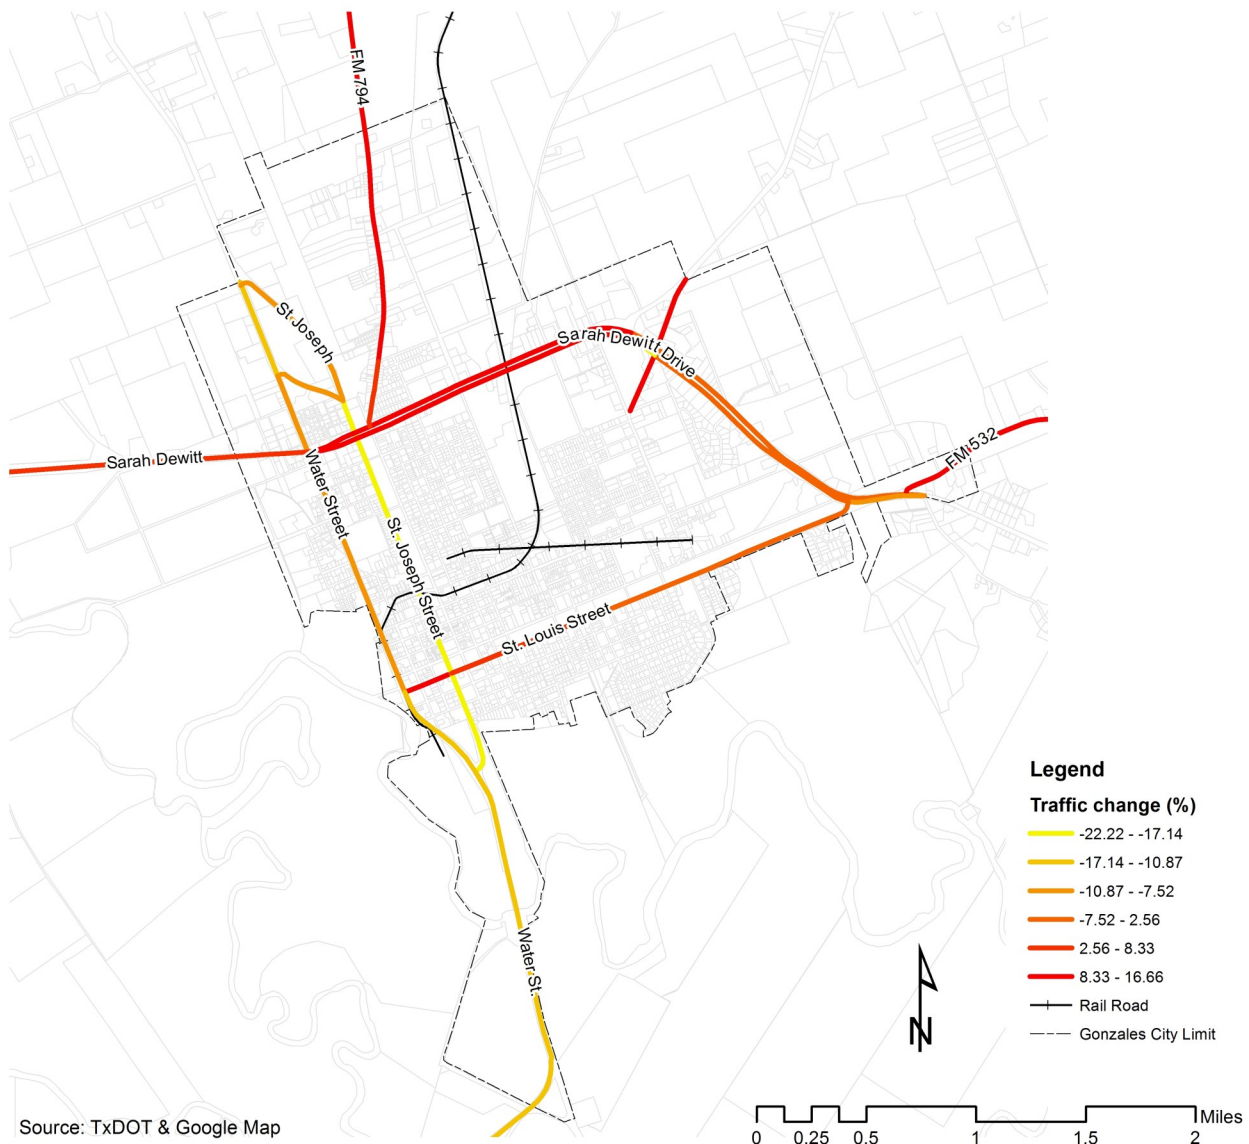 FM 794
St Joseph
Sarah Dewitt Drive
Sarah Dewitt
FM 532
Water Street
St. Joseph Street
St. Louis Street
Water St.
Legend
Traffic change (%)
-22.22 - -17.14
-17.14 - -10.87
-10.87 - -7.52
-7.52 - 2.56
2.56 - 8.33
8.33 - 16.66
Rail Road
Gonzales City Limit
N
Source: TxDOT & Google Map
Miles
0 0.25 0.5 1 1.5 2